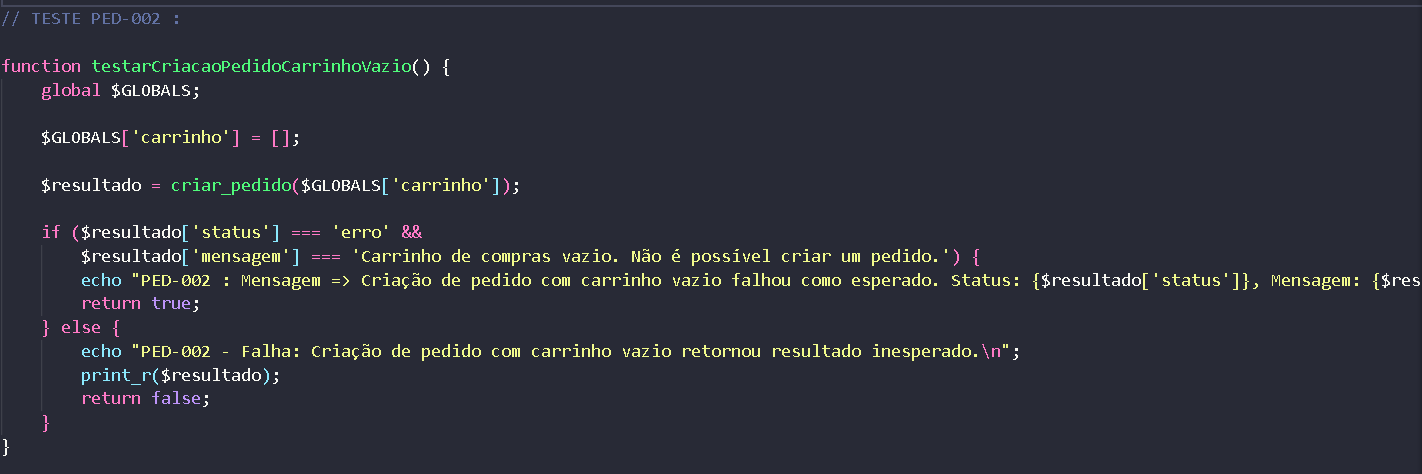 // TESTE PED-002 :
function testarCriacaoPedidoCarrinhoVazio() {
    global $GLOBALS;
    $GLOBALS['carrinho'] = [];
    $resultado = criar_pedido($GLOBALS['carrinho']);
    if ($resultado['status'] === 'erro' &&
        $resultado['mensagem'] === 'Carrinho de compras vazio. Não é possível criar um pedido.') {
        echo "PED-002 : Mensagem => Criação de pedido com carrinho vazio falhou como esperado. Status: {$resultado['status']}, Mensagem: {$res
        return true;
    } else {
        echo "PED-002 - Falha: Criação de pedido com carrinho vazio retornou resultado inesperado.\n";
        print_r($resultado);
        return false;
    }
}